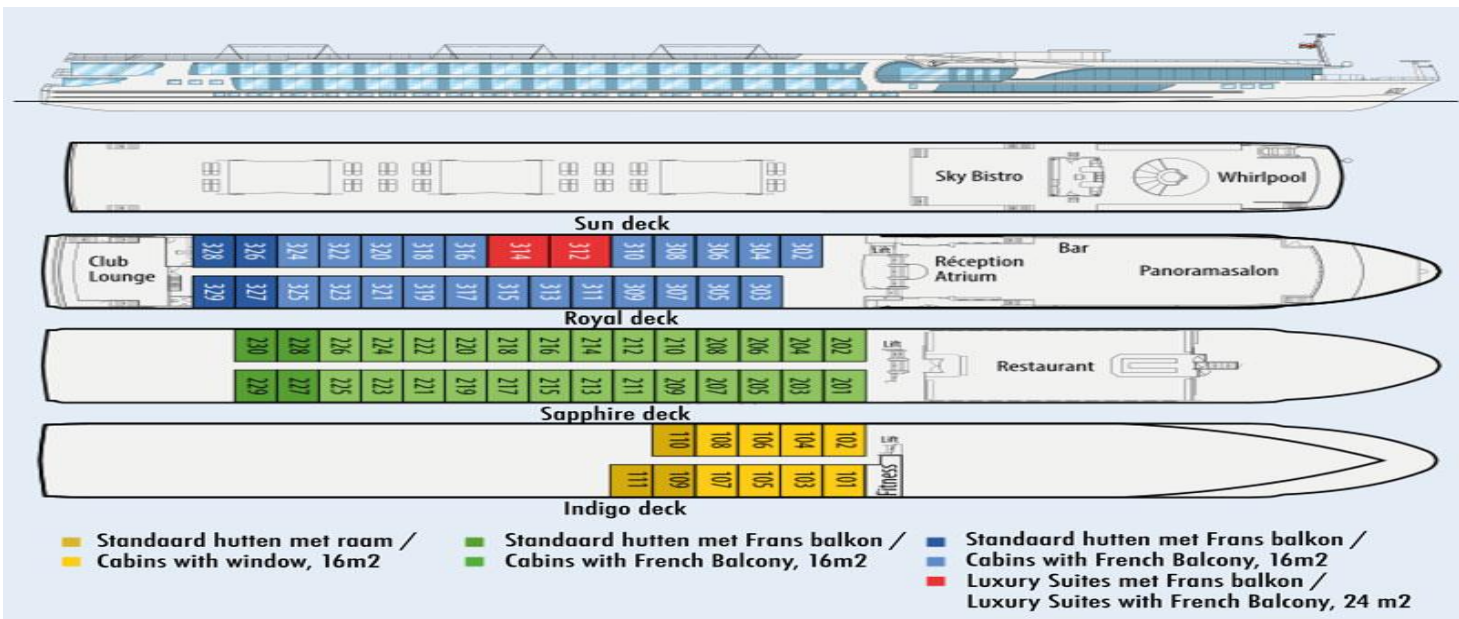 Sky Bistro
Whirlpool
Sun deck
328 326 324 322 320 318 316 314 312 310 308 306 304 302
Club
Lounge
Lift
Réception
Atrium
Bar
Panoramasalon
329 327 325 323 321 319 317 315 313 311 309 307 305 303
Royal deck
230 228 226 224 222 220 218 216 214 212 210 208 206 204 202
Lift
Restaurant
229 227 225 223 221 219 217 215 213 211 209 207 205 203 201
Sapphire deck
110 108 106 104 102
Lift
111 109 107 105 103 101
Fitness
Indigo deck
Standaard hutten met raam /
Cabins with window, 16m2
Standaard hutten met Frans balkon /
Cabins with French Balcony, 16m2
Standaard hutten met Frans balkon /
Cabins with French Balcony, 16m2
Luxury Suites met Frans balkon /
Luxury Suites with French Balcony, 24 m2